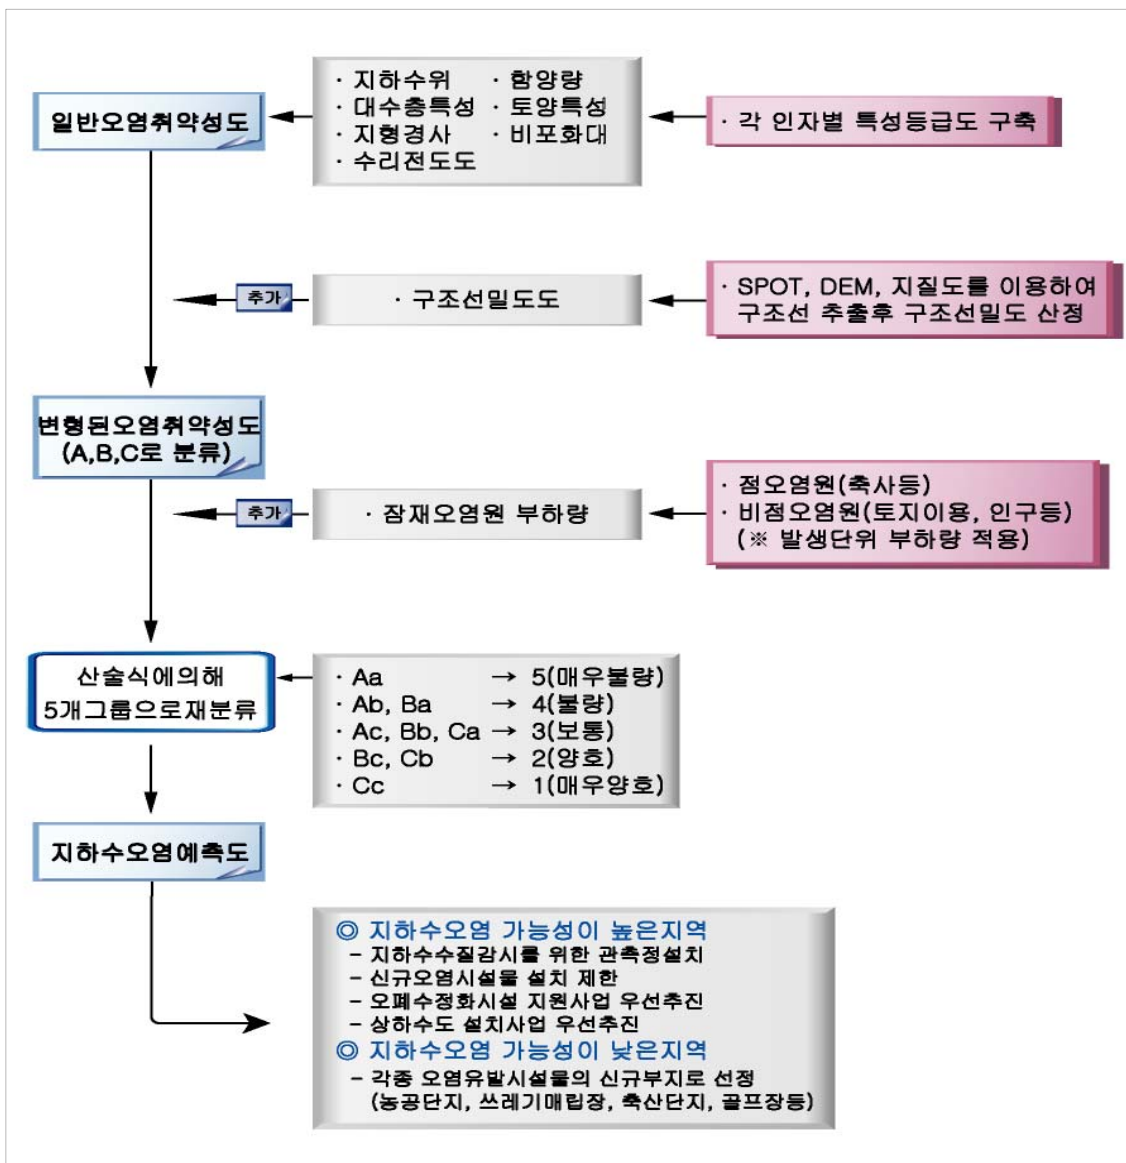 일반오염취약성도
· 지하수위 · 함양량
· 대수층특성 · 토양특성
· 지형경사 · 비포화대
· 수리전도도
· 각 인자별 특성등급도 구축
추가
· 구조선밀도도
· SPOT, DEM, 지질도를 이용하여
구조선 추출후 구조선밀도 산정
변형된오염취약성도
(A,B,C로 분류)
추가
· 잠재오염원 부하량
· 점오염원(축사등)
· 비점오염원(토지이용, 인구등)
(※ 발생단위 부하량 적용)
산술식에의해
5개그룹으로재분류
· Aa → 5(매우불량)
· Ab, Ba → 4(불량)
· Ac, Bb, Ca → 3(보통)
· Bc, Cb → 2(양호)
· Cc → 1(매우양호)
지하수오염예측도
◎ 지하수오염 가능성이 높은지역
– 지하수수질감시를 위한 관측정설치
– 신규오염시설물 설치 제한
– 오폐수정화시설 지원사업 우선추진
– 상하수도 설치사업 우선추진
◎ 지하수오염 가능성이 낮은지역
– 각종 오염유발시설물의 신규부지로 선정
(농공단지, 쓰레기매립장, 축산단지, 골프장등)